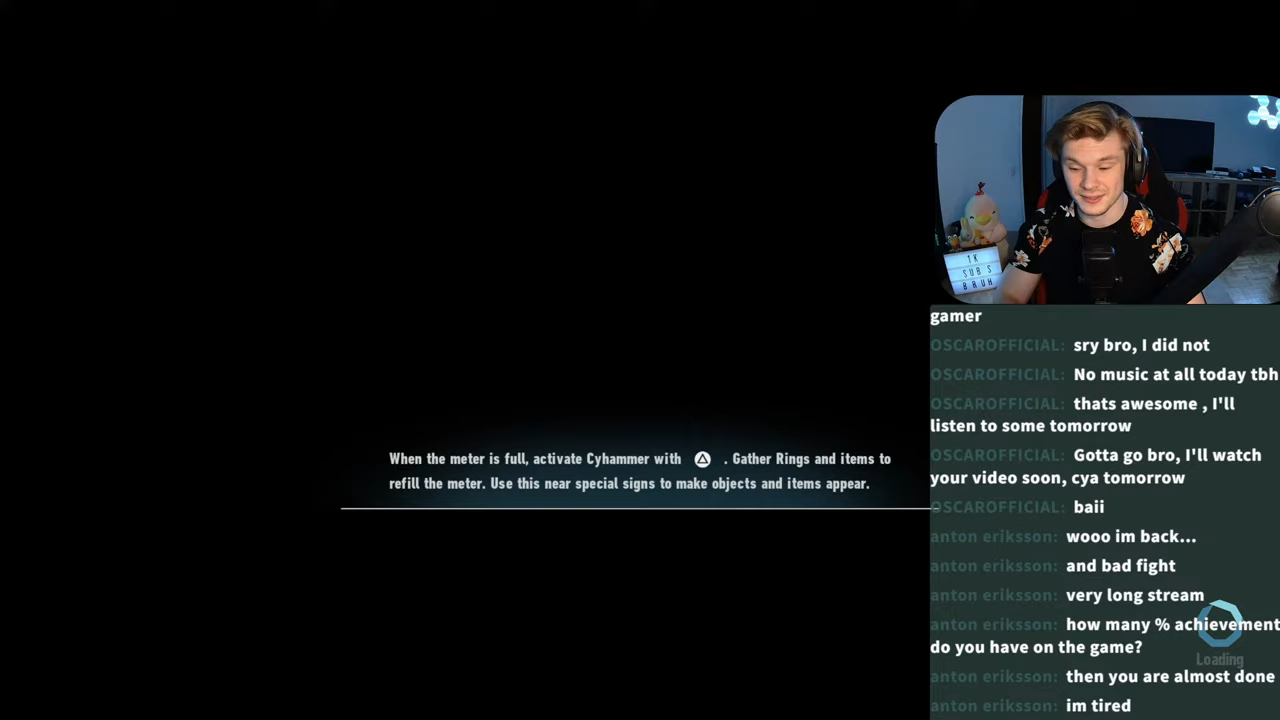 When the meter is full, activate Cyhammer with . Gather Rings and items to
refill the meter. Use this near special signs to make objects and items appear.
1K
SUBS
BRUH
gamer
OSCAROFFICIAL: sry bro, I did not
OSCAROFFICIAL: No music at all today tbh
OSCAROFFICIAL: thats awesome , I'll
listen to some tomorrow
OSCAROFFICIAL: Gotta go bro, I'll watch
your video soon, cya tomorrow
OSCAROFFICIAL: baii
anton eriksson: wooo im back...
anton eriksson: and bad fight
anton eriksson: very long stream
anton eriksson: how many % achievement
do you have on the game?
anton eriksson: then you are almost done
anton eriksson: im tired
Loading